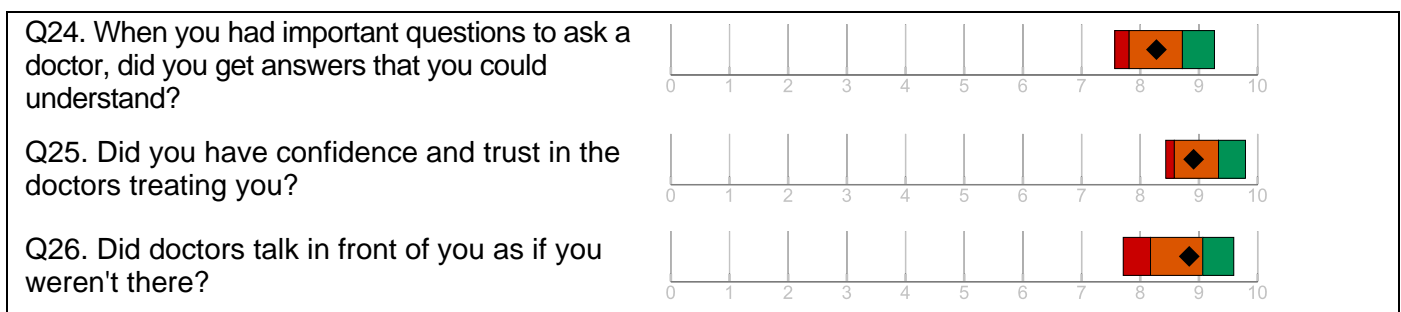 Q24. When you had important questions to ask a
doctor, did you get answers that you could
understand?
0 1 2 3 4 5 6 7 8 9 10
Q25. Did you have confidence and trust in the
doctors treating you?
0 1 2 3 4 5 6 7 8 9 10
Q26. Did doctors talk in front of you as if you
weren't there?
0 1 2 3 4 5 6 7 8 9 10